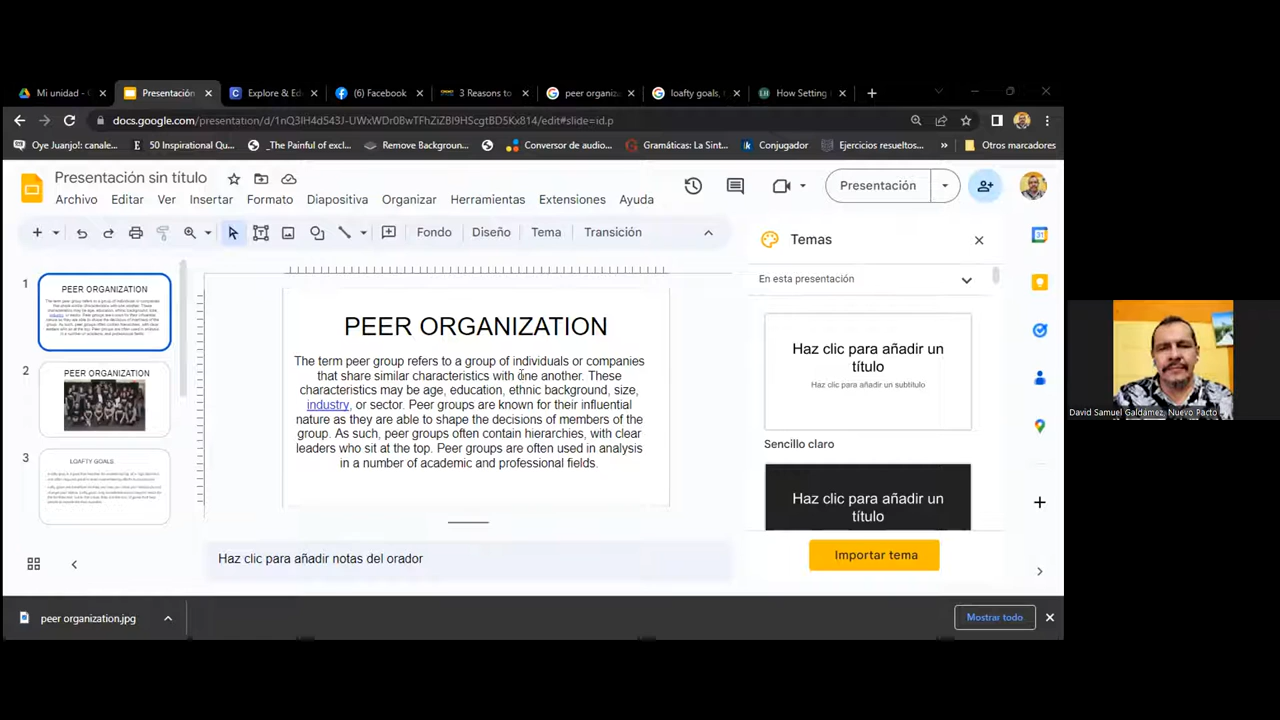 Mi unidad -
Presentación
Explore & Ed
(6) Facebook
3 Reasons to
peer organiz
loafty goals,
How Setting
docs.google.com/presentation/d/1nQ3IH4dS43J-UWxWDr0BwTFhZiZBI9HScgtBD5Kx814/edit#slide=id.p
Oye Juanjo!: canale...
50 Inspirational Qu...
_The Painful of excl...
Remove Backgroun...
Conversor de audio...
Gramáticas: La Sint...
Conjugador
Ejercicios resueltos...
»
Otros marcadores
Presentación sin título
Presentación
Archivo Editar Ver Insertar Formato Diapositiva Organizar Herramientas Extensiones Ayuda
Fondo Diseño Tema Transición
Temas
En esta presentación
1
PEER ORGANIZATION
2
PEER ORGANIZATION
3
LOAFTY GOALS
PEER ORGANIZATION
The term peer group refers to a group of individuals or companies
that share similar characteristics with one another. These
characteristics may be age, education, ethnic background, size,
industry, or sector. Peer groups are known for their influential
nature as they are able to shape the decisions of members of the
group. As such, peer groups often contain hierarchies, with clear
leaders who sit at the top. Peer groups are often used in analysis
in a number of academic and professional fields.
Haz clic para añadir un
título
Haz clic para añadir un subtítulo
Sencillo claro
Haz clic para añadir un
título
Importar tema
Haz clic para añadir notas del orador
peer organization.jpg
Mostrar todo
David Samuel Galdámez. Nuevo Pacto